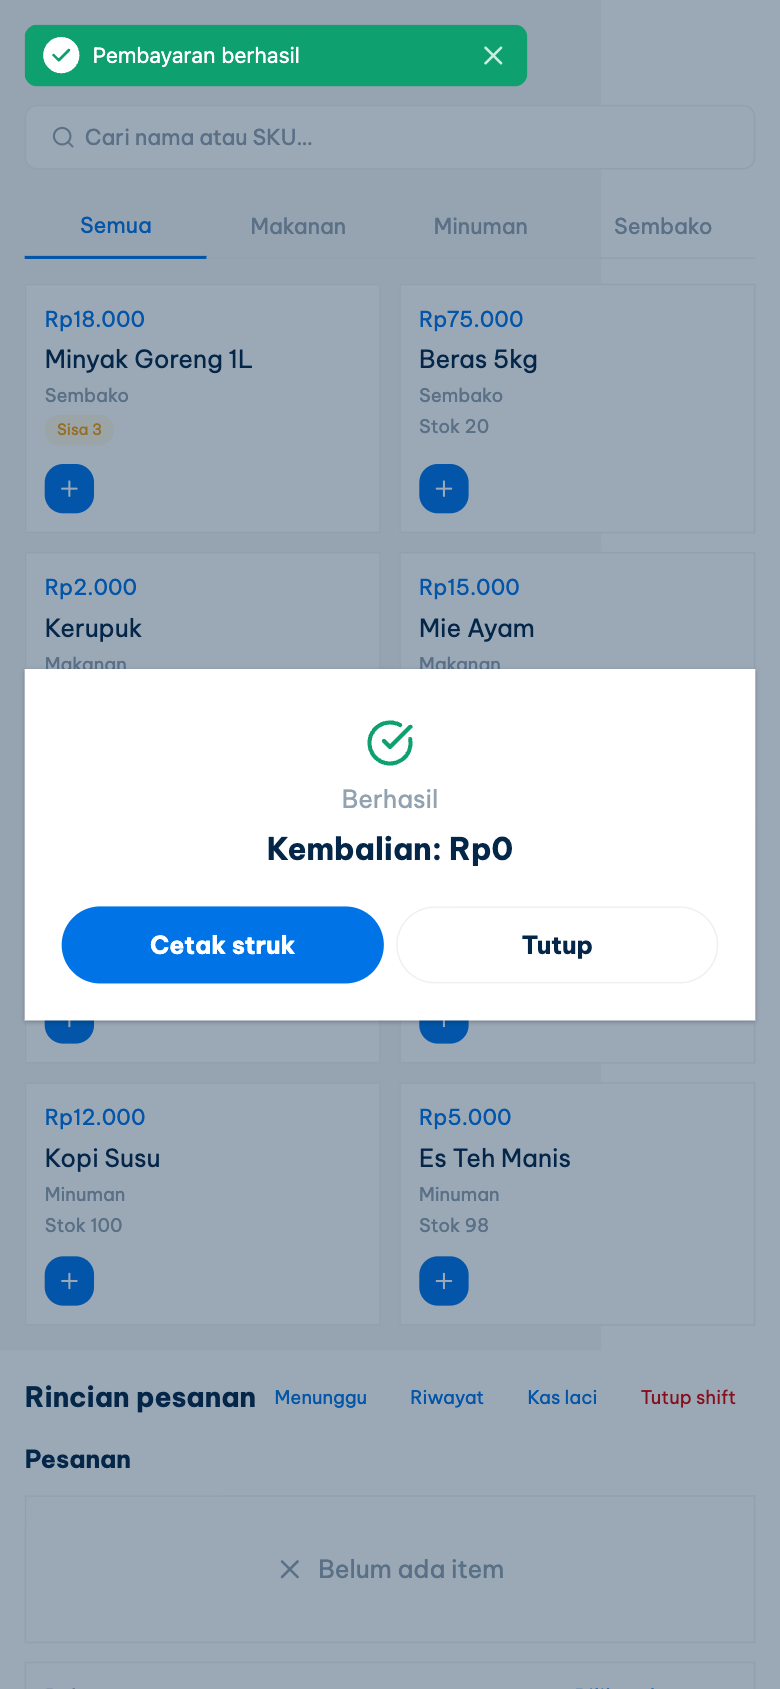 Pembayaran berhasil
Cari nama atau SKU...
Semua
Makanan
Minuman
Sembako
Rp18.000
Minyak Goreng 1L
Sembako
Sisa 3
Rp75.000
Beras 5kg
Sembako
Stok 20
Rp2.000
Kerupuk
Makanan
Rp15.000
Mie Ayam
Makanan
Berhasil
Kembalian: Rp0
Cetak struk
Tutup
Rp12.000
Kopi Susu
Minuman
Stok 100
Rp5.000
Es Teh Manis
Minuman
Stok 98
Rincian pesanan
Menunggu
Riwayat
Kas laci
Tutup shift
Pesanan
Belum ada item